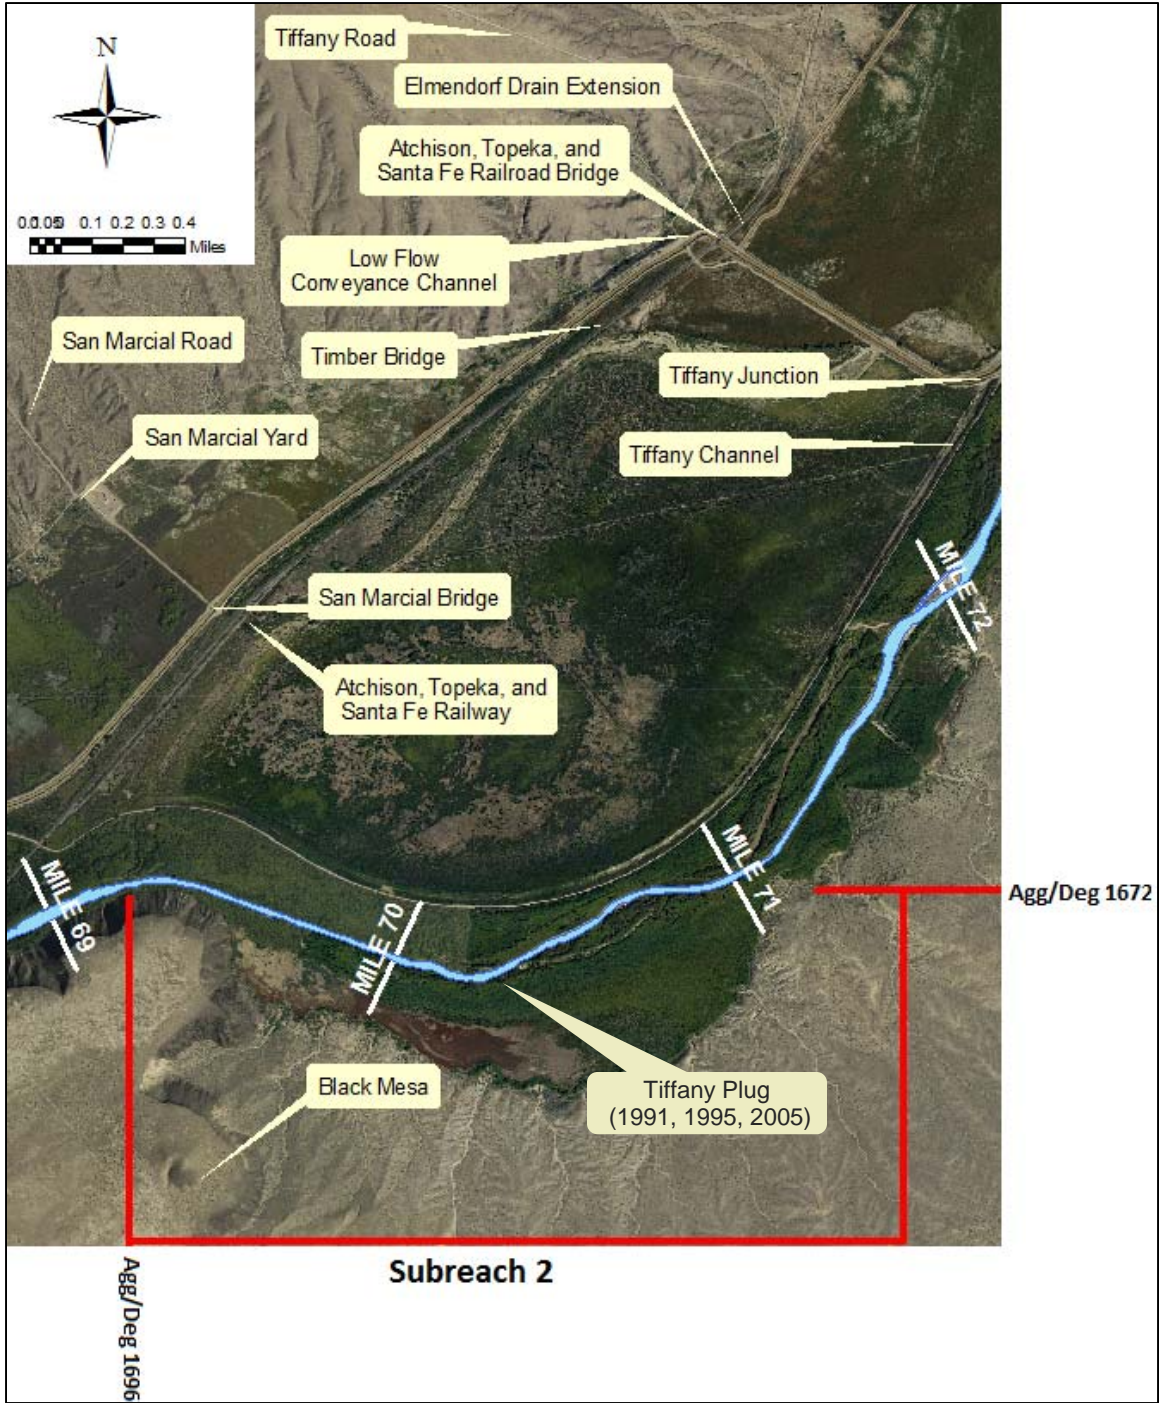 N
0.1 0.2 0.3 0.4
Miles
Tiffany Road
Elmendorf Drain Extension
Atchison, Topeka, and
Santa Fe Railroad Bridge
Low Flow
Conveyance Channel
San Marcial Road
Timber Bridge
Tiffany Junction
San Marcial Yard
Tiffany Channel
MILE 72
San Marcial Bridge
Atchison, Topeka, and
Santa Fe Railway
MILE 71
MILE 69
MILE 70
Agg/Deg 1672
Black Mesa
Tiffany Plug
(1991, 1995, 2005)
Subreach 2
Agg/Deg 1696